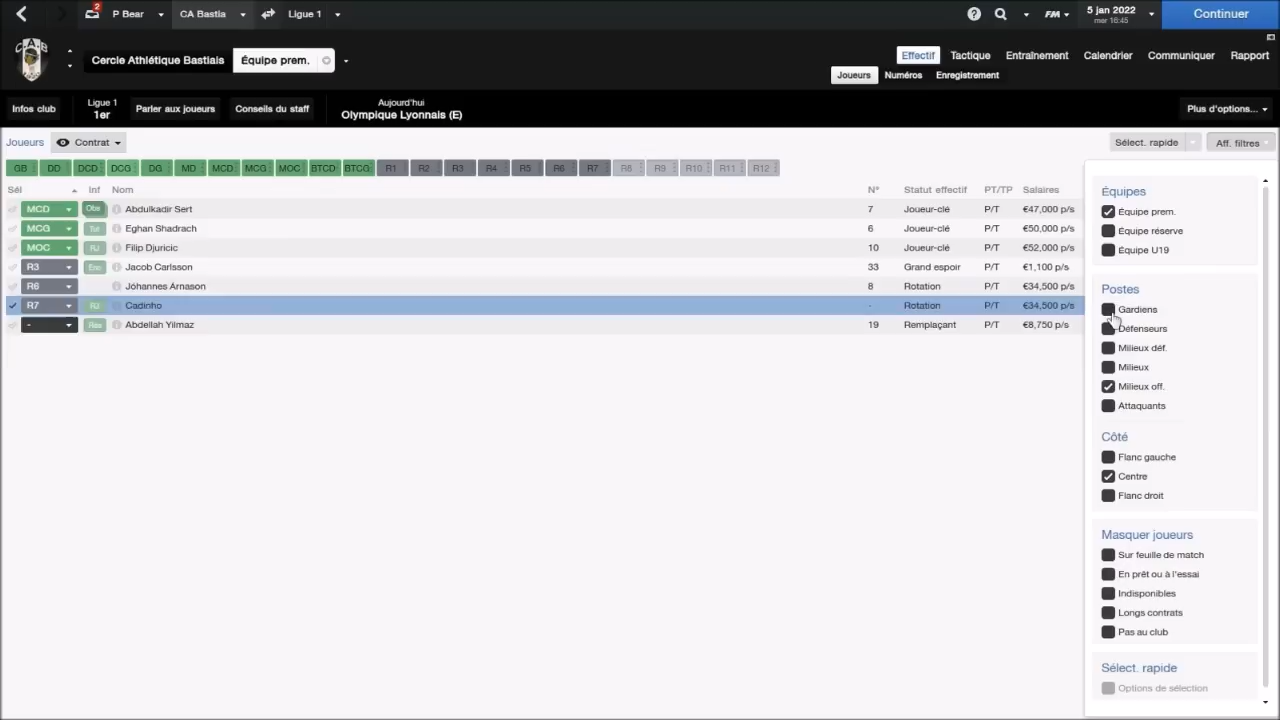 2
P Bear
CA Bastia
Ligue 1
FM
5 jan 2022
mer 16:45
Continuer
CAB
Cercle Athlétique Bastiais
Équipe prem.
Effectif
Tactique
Entraînement
Calendrier
Communiquer
Rapport
Joueurs
Numéros
Enregistrement
Infos club
Ligue 1
1er
Parler aux joueurs
Conseils du staff
Aujourd'hui
Olympique Lyonnais (E)
Plus d'options...
Joueurs
Contrat
Sélect. rapide
Aff. filtres
GB DD DCD DCG DG MD MCD MCG MOC BTCD BTCG R1 R2 R3 R4 R5 R6 R7 R8 R9 R10 R11 R12
Sél Inf Nom N° Statut effectif PT/TP Salaires
MCD Obs Abdulkadir Sert 7 Joueur-clé P/T €47,000 p/s
MCG Tut Eghan Shadrach 6 Joueur-clé P/T €50,000 p/s
MOC RJ Filip Djuricic 10 Joueur-clé P/T €52,000 p/s
R3 Enc Jacob Carlsson 33 Grand espoir P/T €1,100 p/s
R6 Jóhannes Arnason 8 Rotation P/T €34,500 p/s
R7 Cadinho - Rotation P/T €34,500 p/s
- Res Abdellah Yilmaz 19 Remplaçant P/T €8,750 p/s
Équipes
Équipe prem.
Équipe réserve
Équipe U19
Postes
Gardiens
Défenseurs
Milieux déf.
Milieux
Milieux off.
Attaquants
Côté
Flanc gauche
Centre
Flanc droit
Masquer joueurs
Sur feuille de match
En prêt ou à l'essai
Indisponibles
Longs contrats
Pas au club
Sélect. rapide
Options de sélection